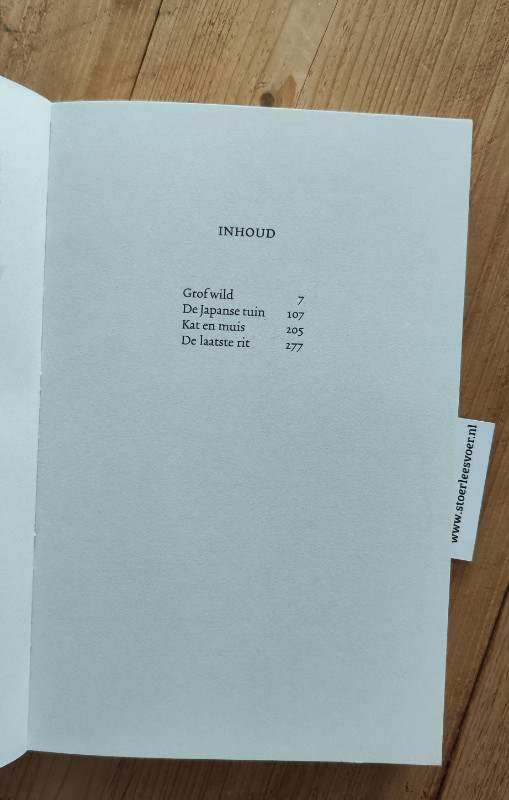 INHOUD
Grof wild 7
De Japanse tuin 107
Kat en muis 205
De laatste rit 277
www.stoerleesvoer.nl